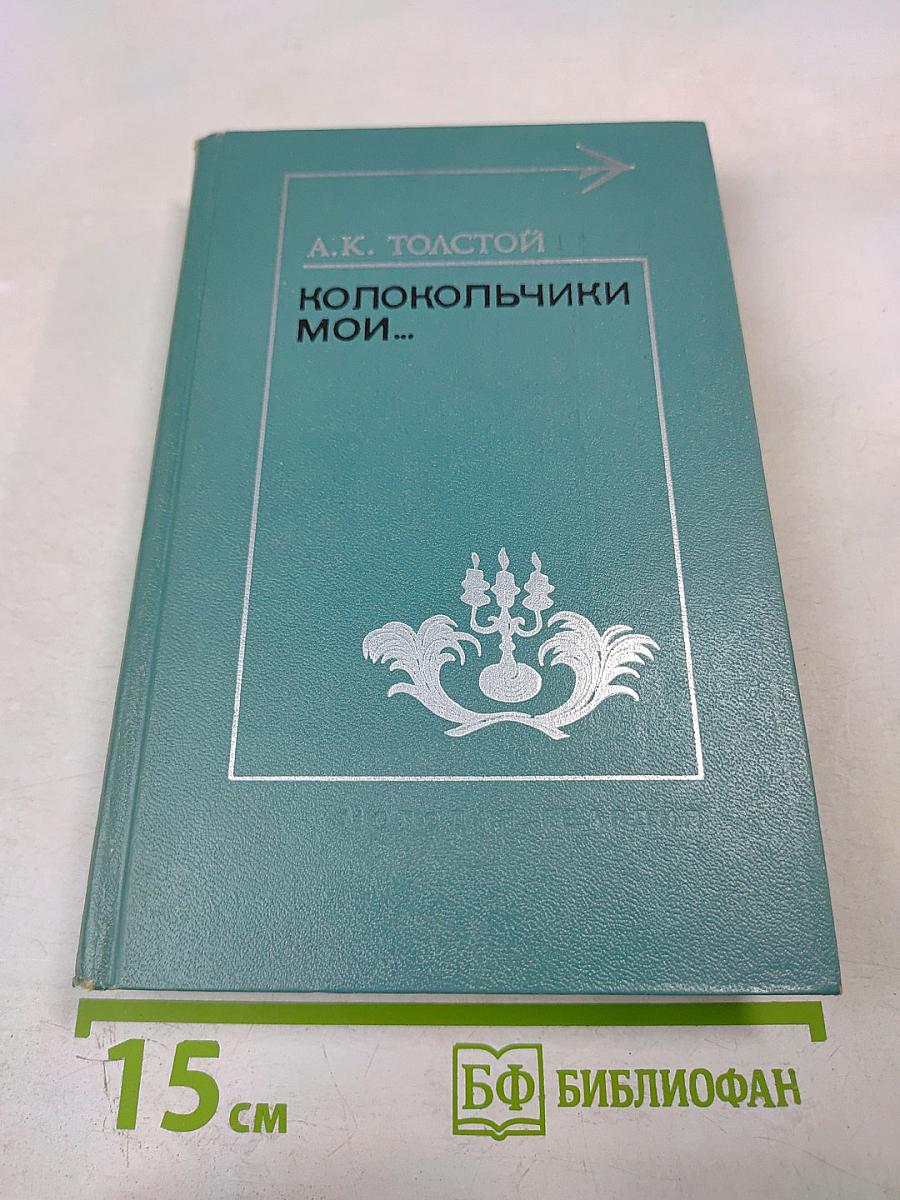 А.К. ТОЛСТОЙ
КОЛОКОЛЬЧИКИ
МОИ...
15 см
БФ БИБЛИОФАН